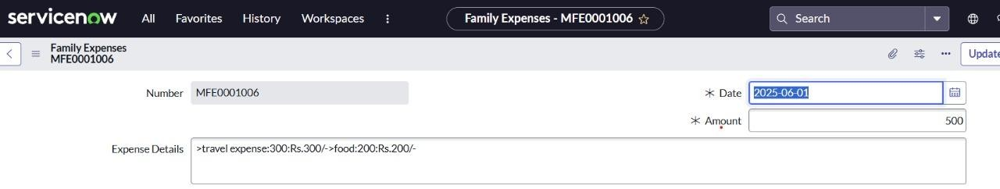 servicenow All Favorites History Workspaces Family Expenses - MFE0001006 Search
Family Expenses
MFE0001006
Update
Number MFE0001006 Date 2025-06-01
Amount 500
Expense Details >travel expense:300:Rs.300/->food:200:Rs.200/-